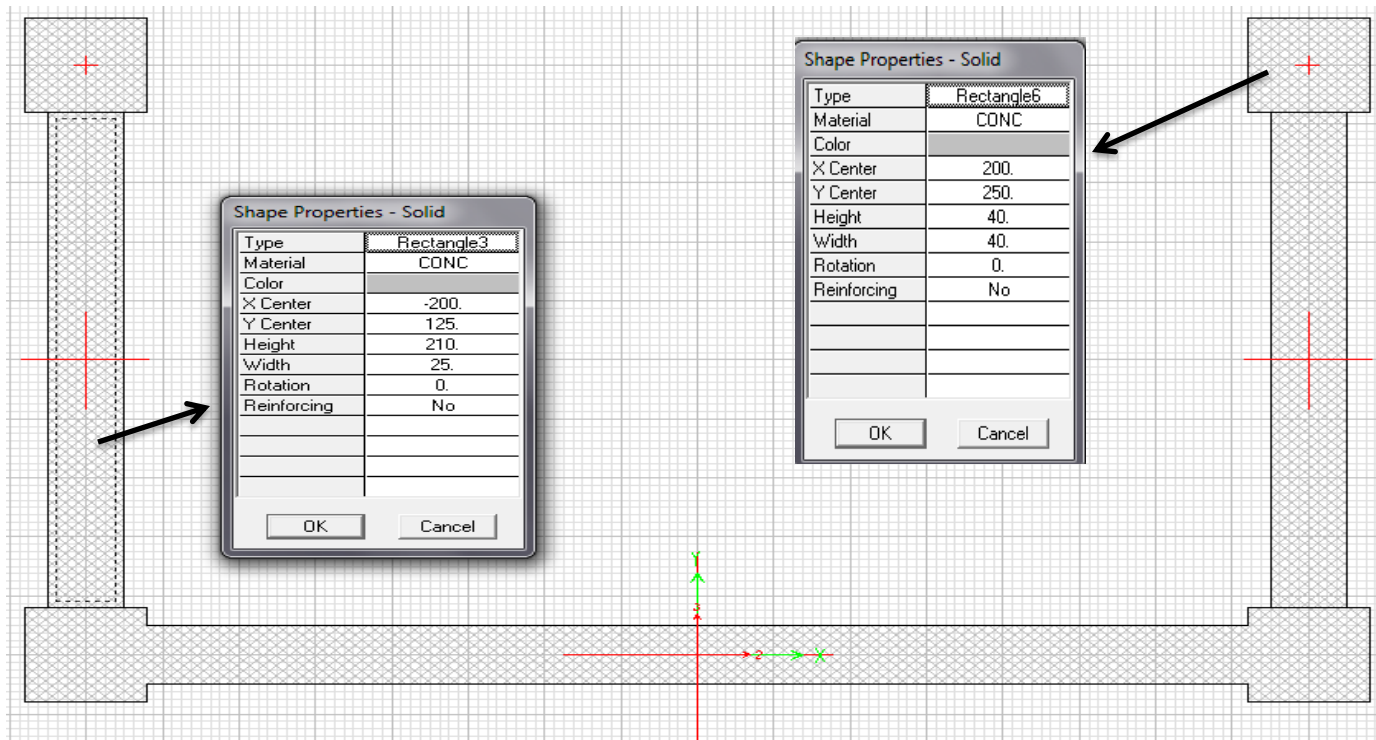 Shape Properties - Solid
Type Rectangle6
Material CONC
Color
X Center 200.
Y Center 250.
Height 40.
Width 40.
Rotation 0.
Reinforcing No
OK Cancel
Shape Properties - Solid
Type Rectangle3
Material CONC
Color
X Center -200.
Y Center 125.
Height 210.
Width 25.
Rotation 0.
Reinforcing No
OK Cancel
Y
3
2 X